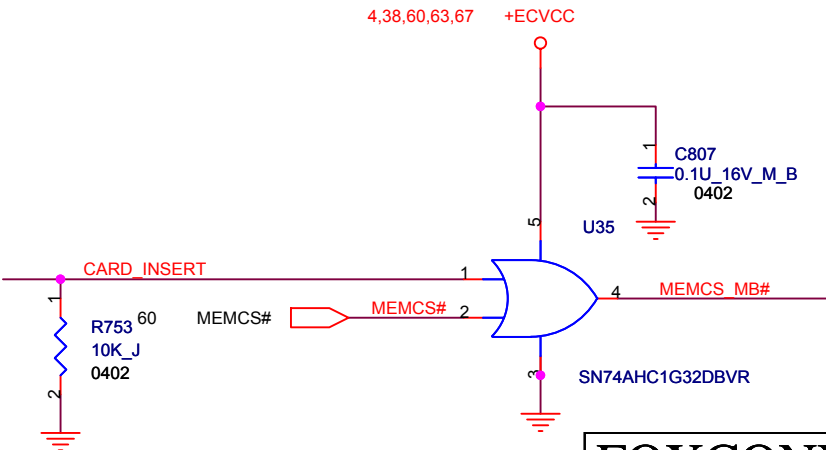 4,38,60,63,67 +ECVCC
1
C807
0.1U_16V_M_B
0402
2
5
U35
CARD_INSERT
1
4
MEMCS_MB#
1
R753
60
MEMCS#
MEMCS#
2
10K_J
0402
2
3
SN74AHC1G32DBVR